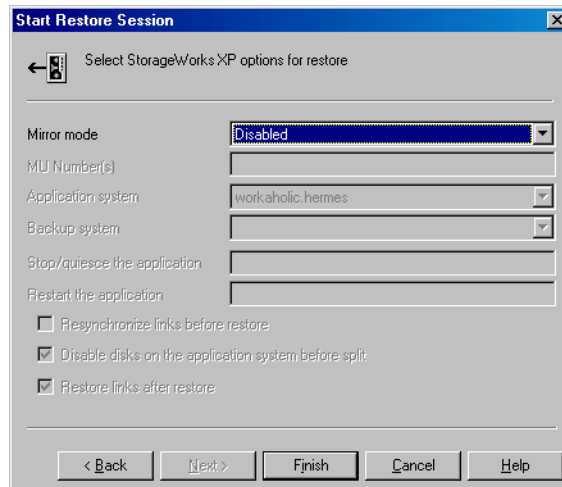 Start Restore Session
Select StorageWorks XP options for restore
Mirror mode Disabled
MU Number(s)
Application system workaholic.hermes
Backup system
Stop/quiesce the application
Restart the application
Resynchronize links before restore
Disable disks on the application system before split
Restore links after restore
< Back Next > Finish Cancel Help